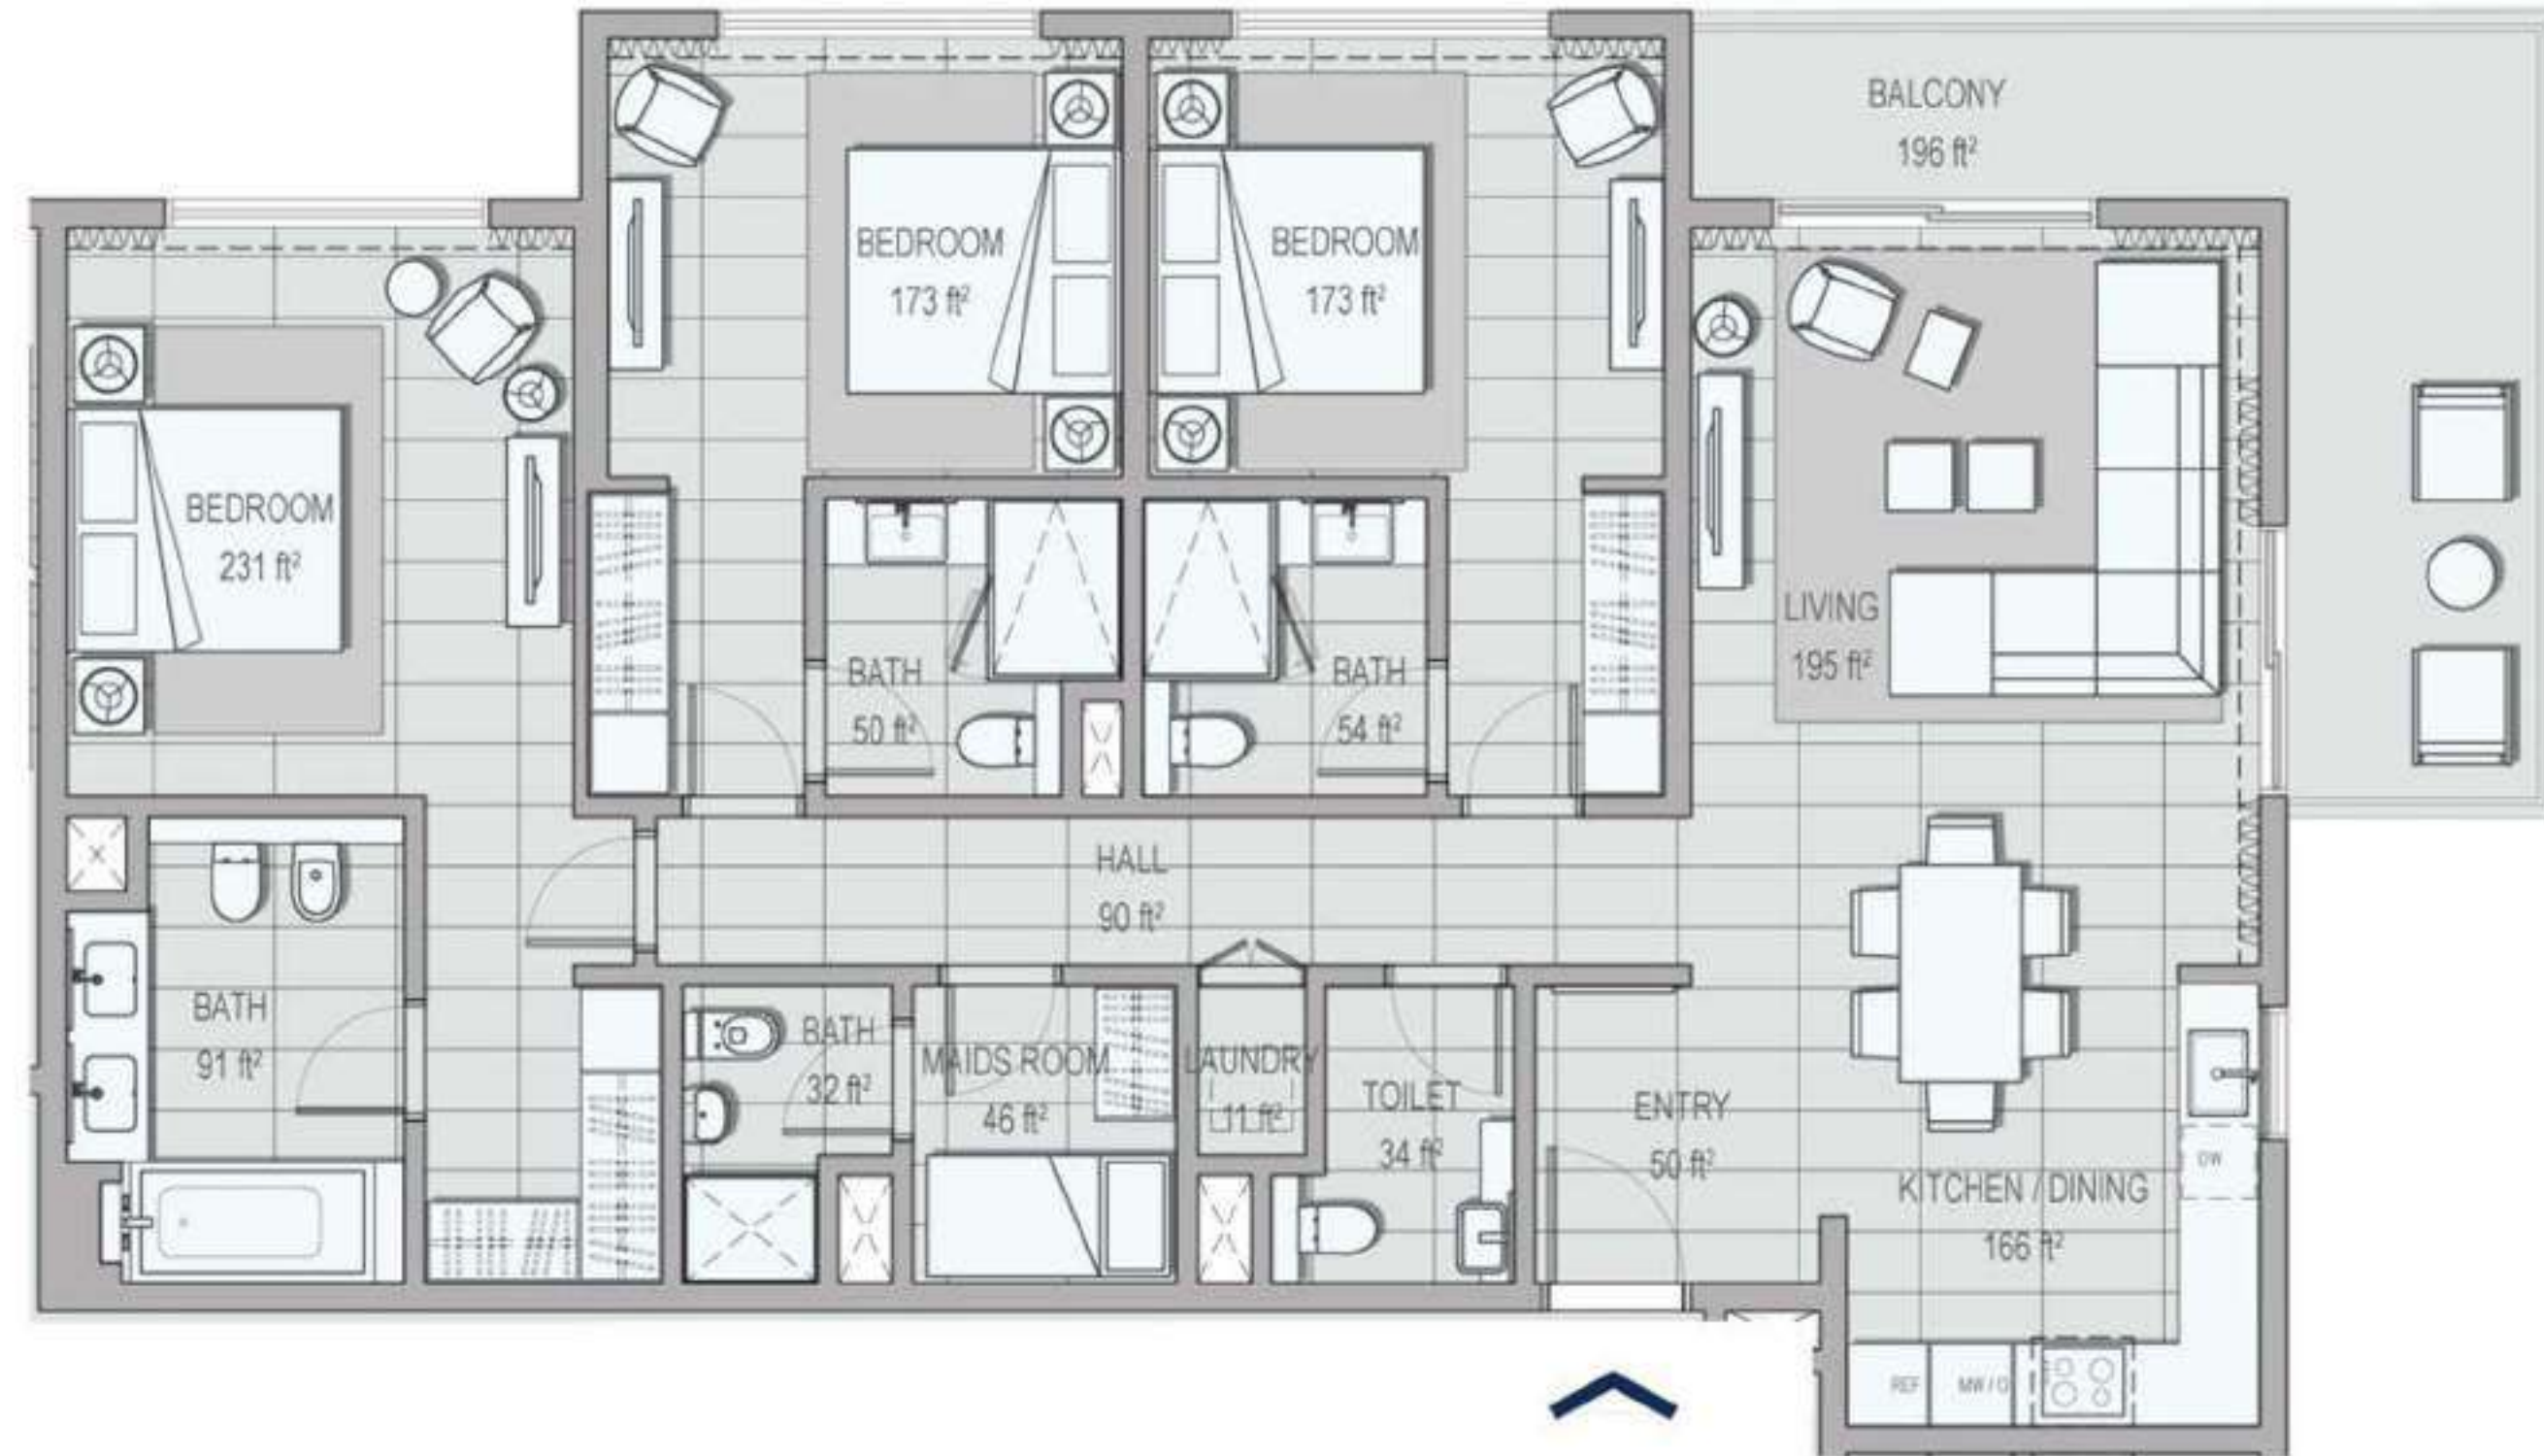 BALCONY
196 ft²
BEDROOM
173 ft²
BEDROOM
173 ft²
BEDROOM
231 ft²
LIVING
195 ft²
BATH
50 ft²
BATH
54 ft²
HALL
90 ft²
BATH
91 ft²
BATH
32 ft²
MAIDS ROOM
46 ft²
LAUNDRY
11 ft²
TOILET
34 ft²
ENTRY
50 ft²
KITCHEN / DINING
166 ft²
DW
REF
MW / O